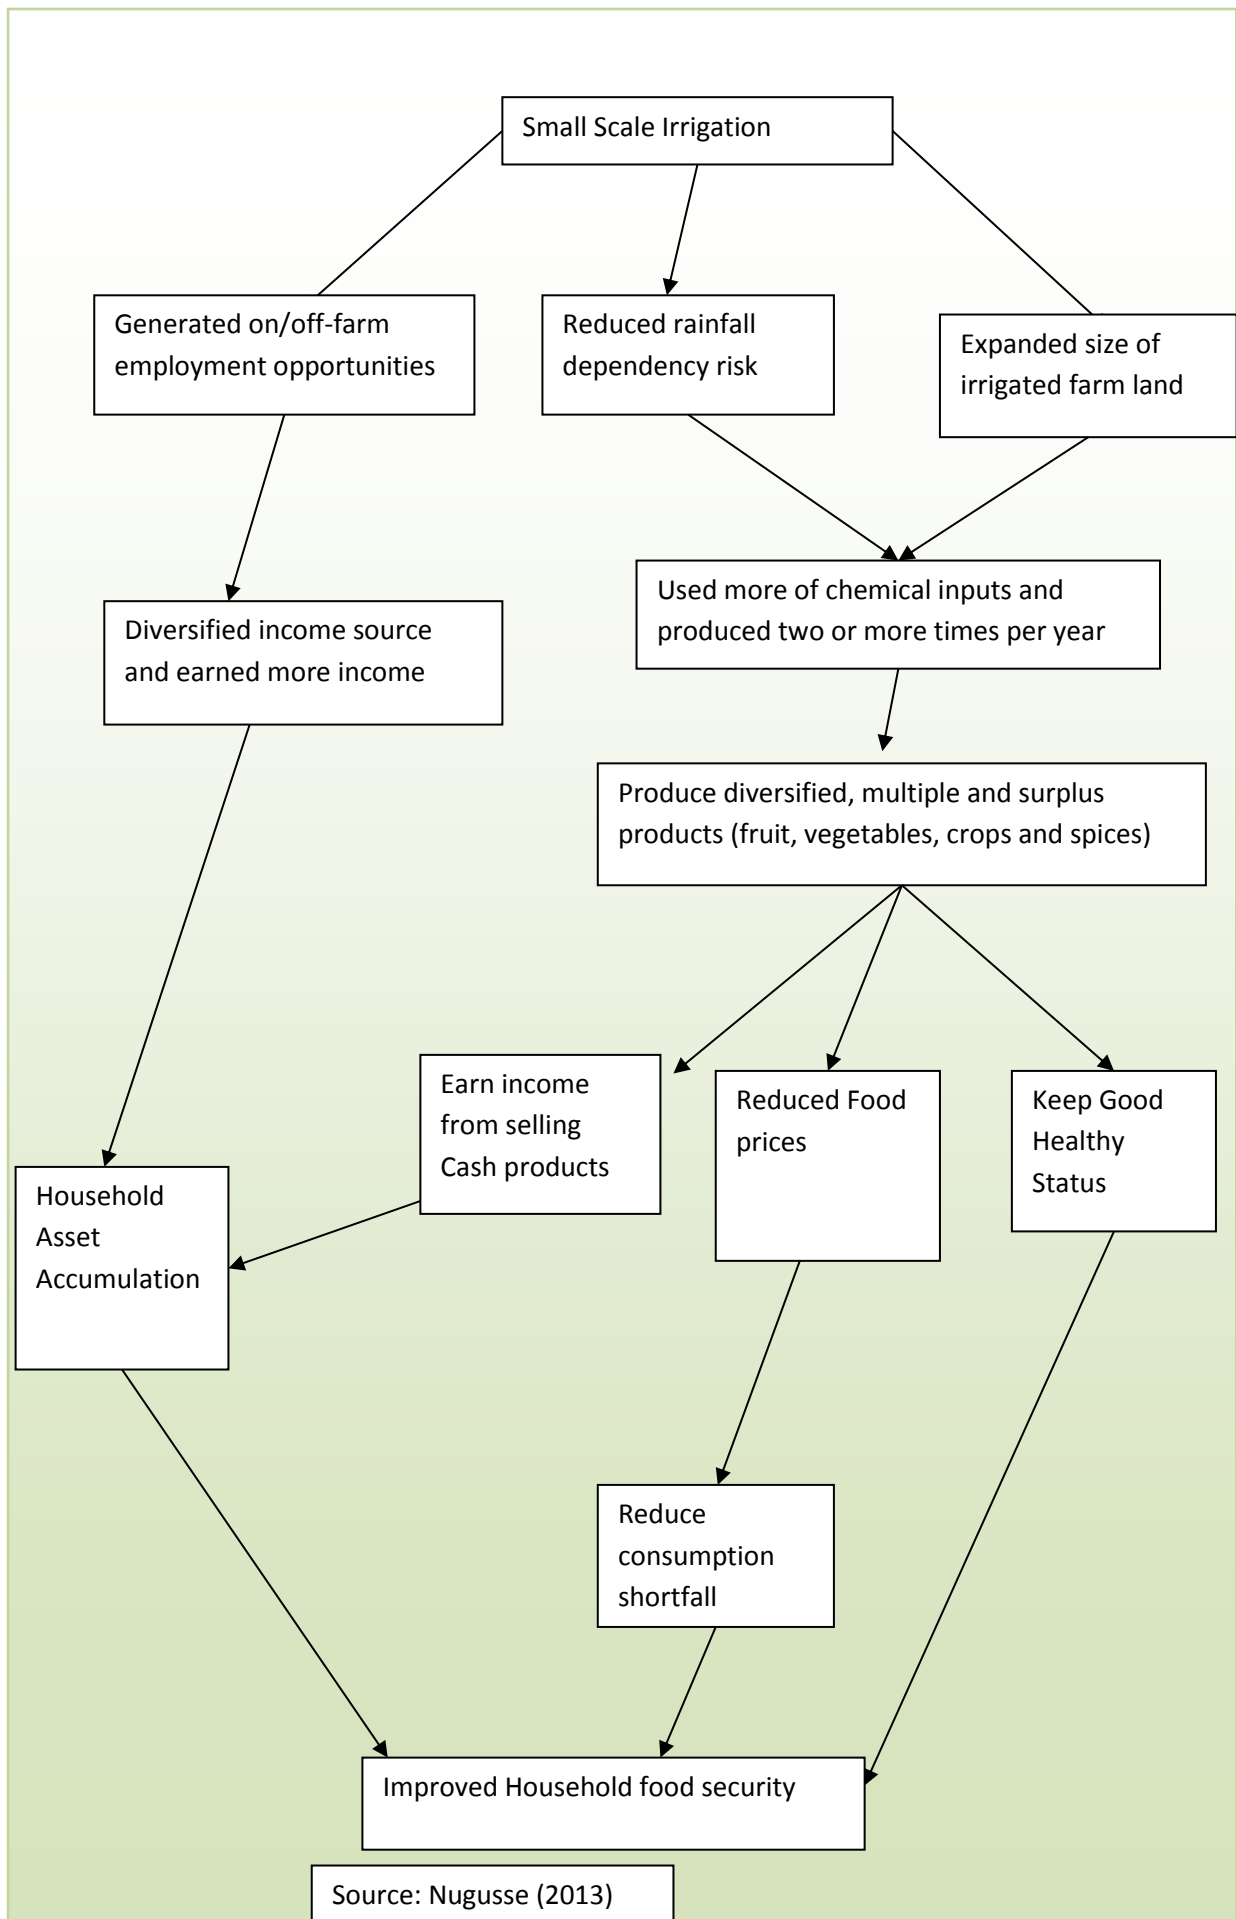 Small Scale Irrigation
Generated on/off-farm
employment opportunities
Reduced rainfall
dependency risk
Expanded size of
irrigated farm land
Used more of chemical inputs and
produced two or more times per year
Diversified income source
and earned more income
Produce diversified, multiple and surplus
products (fruit, vegetables, crops and spices)
Earn income
from selling
Cash products
Reduced Food
prices
Keep Good
Healthy
Status
Household
Asset
Accumulation
Reduce
consumption
shortfall
Improved Household food security
Source: Nugusse (2013)